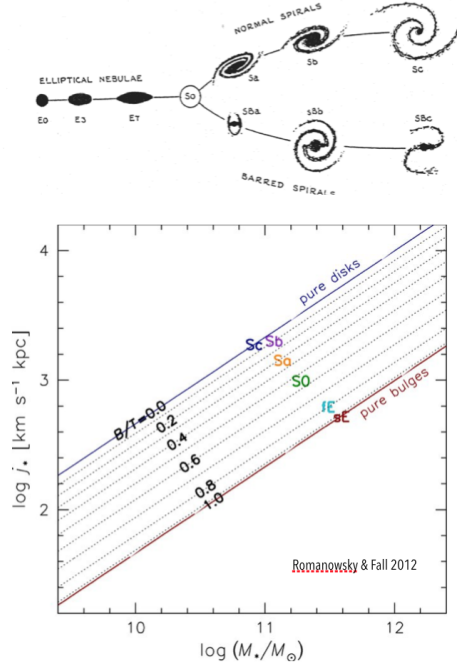 NORMAL SPIRALS
Sa
Sb
Sc
ELLIPTICAL NEBULAE
E0
E3
E7
So
SBa
SBb
SBc
BARRED SPIRALS
log j⋆ [km s⁻¹ kpc]
4
3
2
pure disks
Sc
Sb
Sa
S0
fE
sE
pure bulges
B/T=0.0
0.2
0.4
0.6
0.8
1.0
Romanowsky & Fall 2012
10
11
12
log (M⋆/M☉)